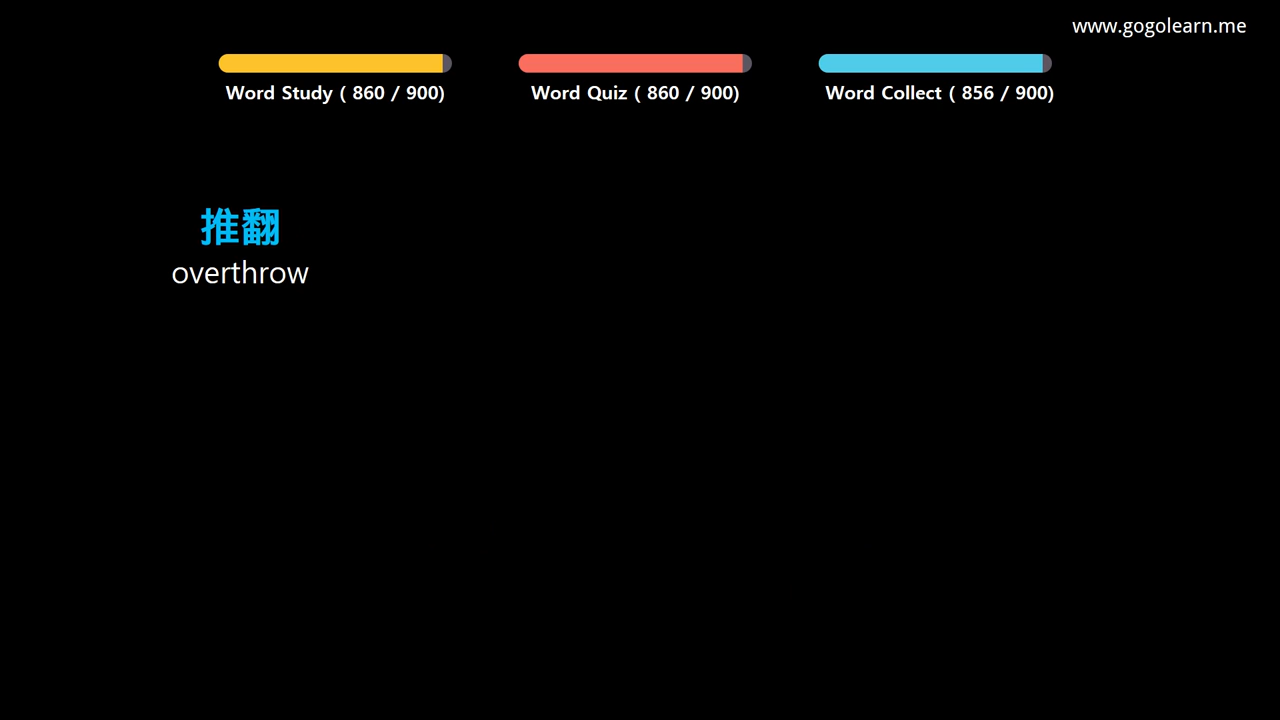 www.gogolearn.me
Word Study ( 860 / 900)
Word Quiz ( 860 / 900)
Word Collect ( 856 / 900)
推翻
overthrow